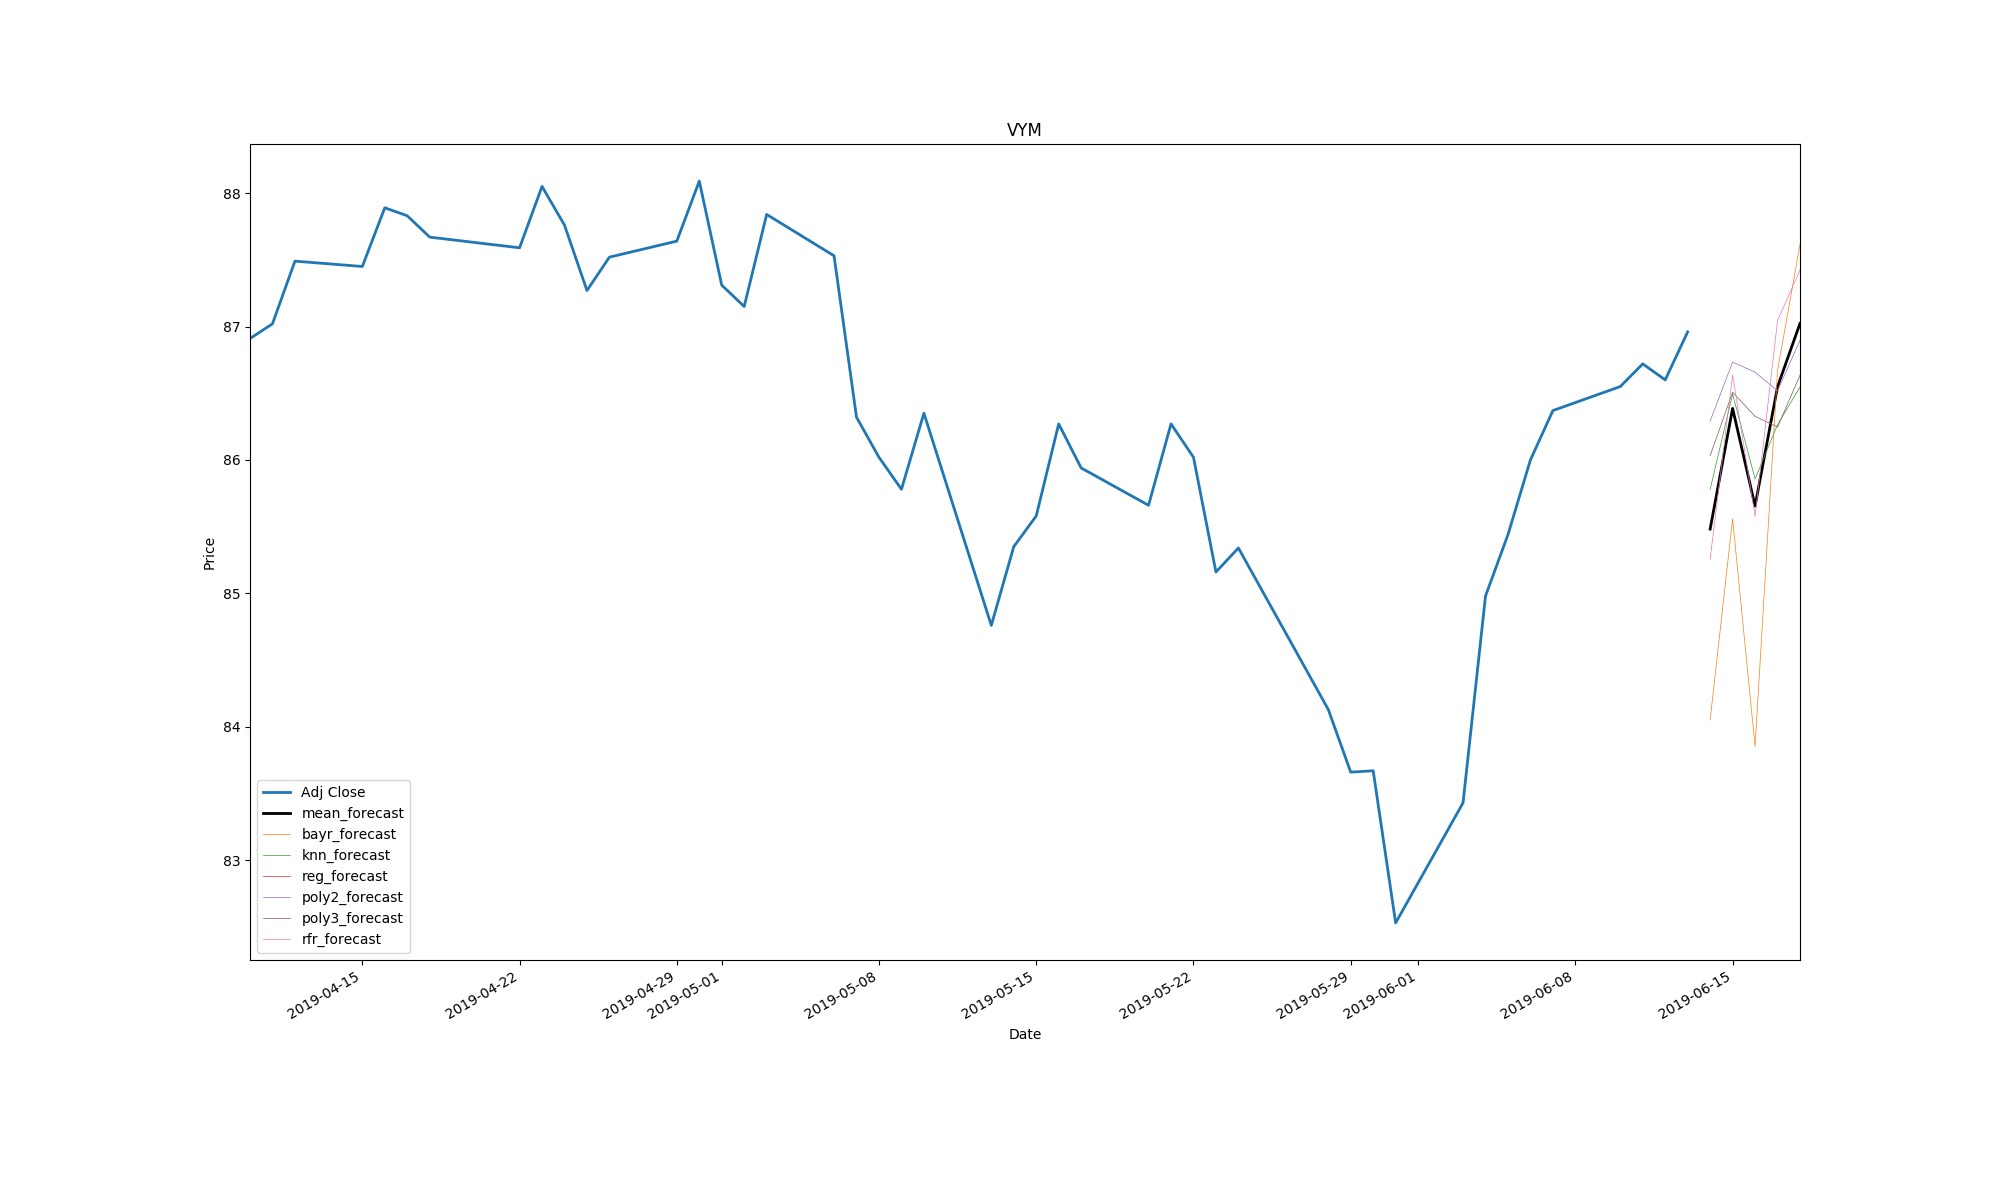 VYM
88
87
86
85
84
83
Price
Adj Close
mean_forecast
bayr_forecast
knn_forecast
reg_forecast
poly2_forecast
poly3_forecast
rfr_forecast
2019-04-15
2019-04-22
2019-04-29
2019-05-01
2019-05-08
2019-05-15
2019-05-22
2019-05-29
2019-06-01
2019-06-08
2019-06-15
Date